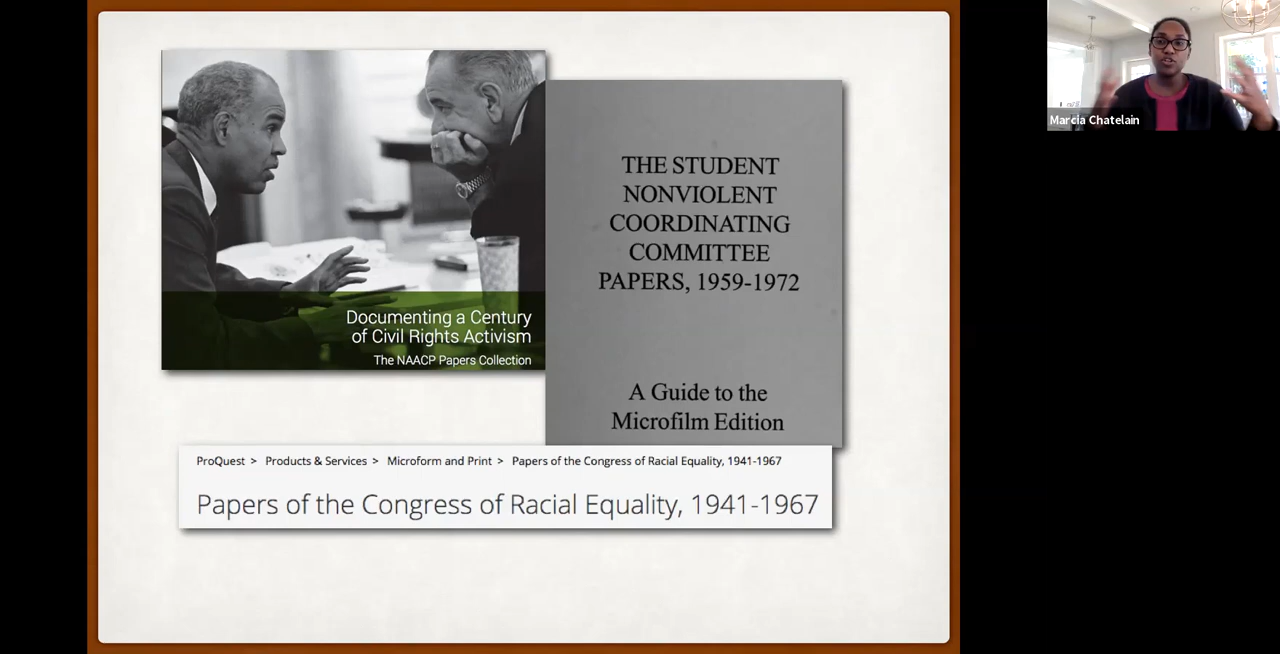 Documenting a Century
of Civil Rights Activism
The NAACP Papers Collection
THE STUDENT
NONVIOLENT
COORDINATING
COMMITTEE
PAPERS, 1959-1972
A Guide to the
Microfilm Edition
ProQuest > Products & Services > Microform and Print > Papers of the Congress of Racial Equality, 1941-1967
Papers of the Congress of Racial Equality, 1941-1967
Marcia Chatelain